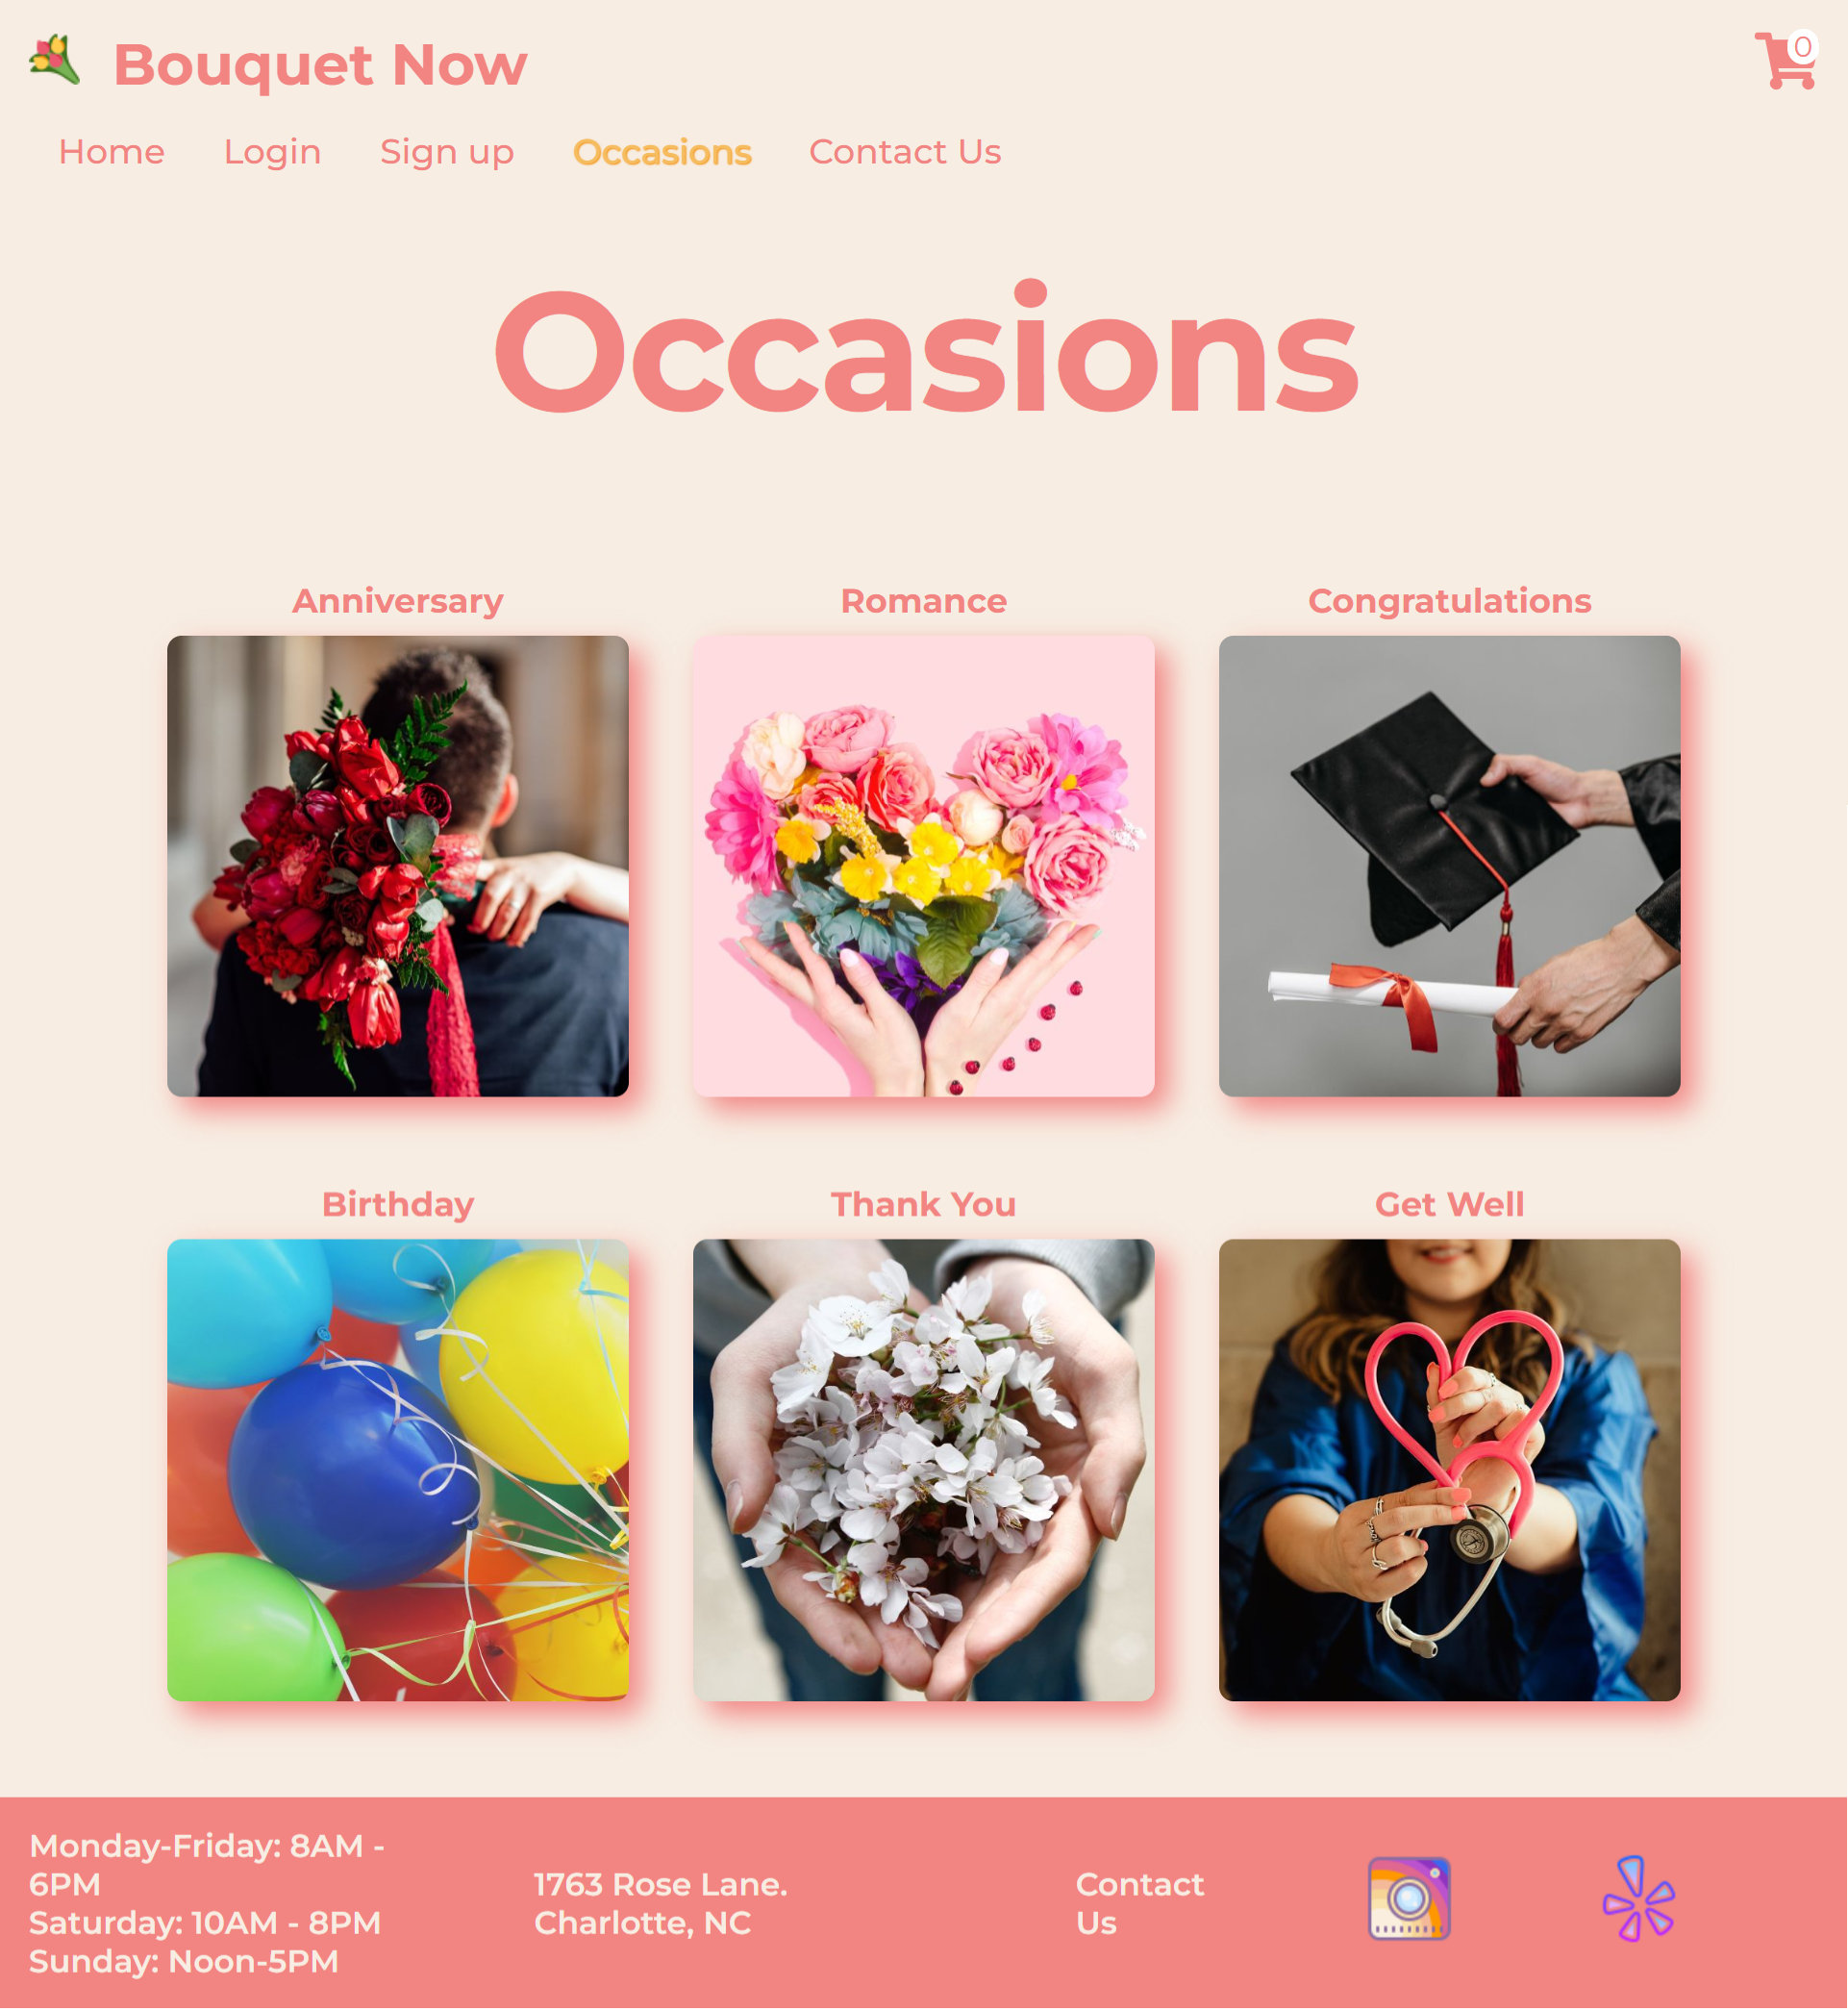 Bouquet Now
0
Home Login Sign up Occasions Contact Us
Occasions
Anniversary Romance Congratulations
Birthday Thank You Get Well
Monday-Friday: 8AM -
6PM
Saturday: 10AM - 8PM
Sunday: Noon-5PM
1763 Rose Lane.
Charlotte, NC
Contact
Us